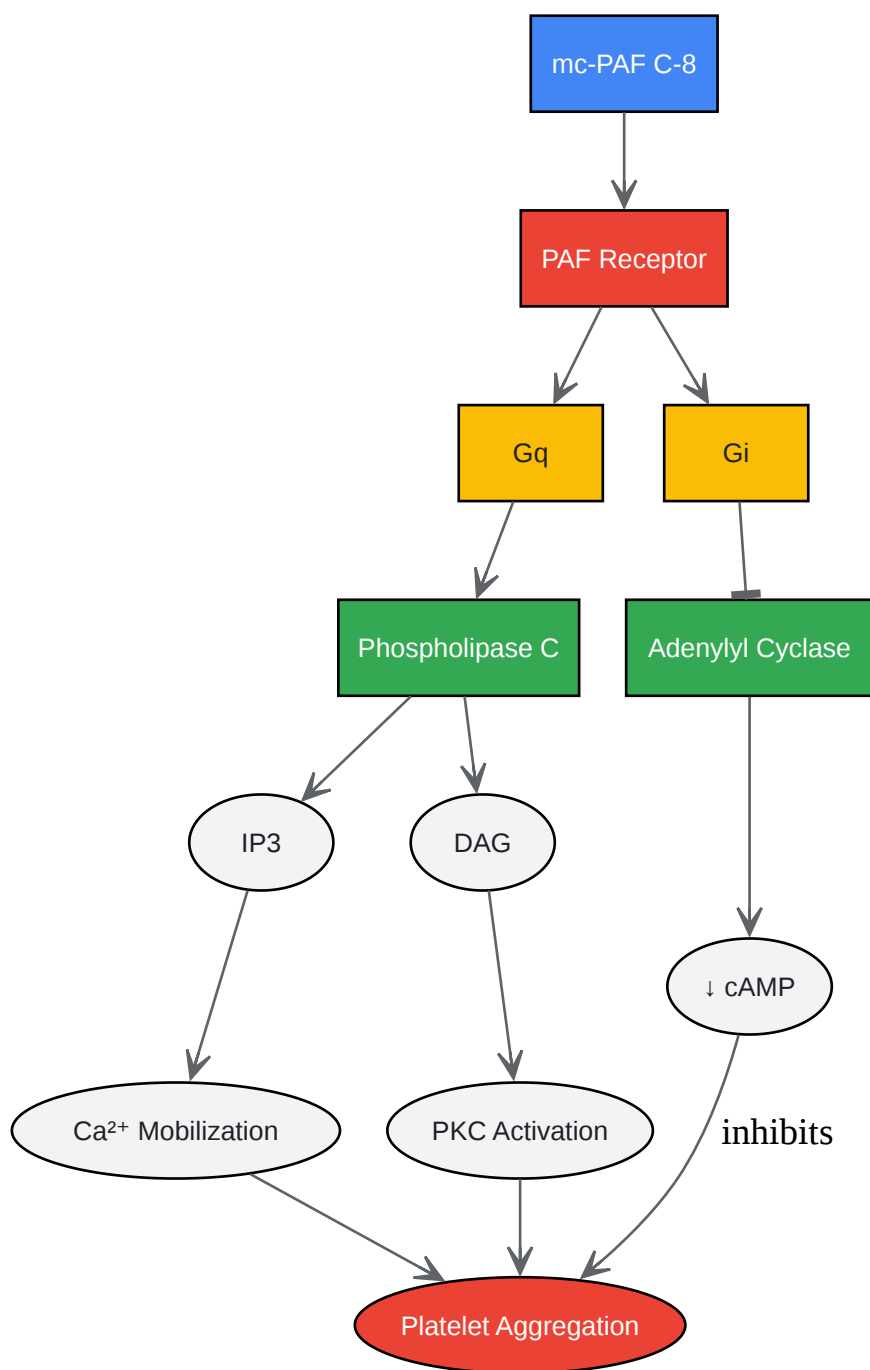 mc-PAF C-8
PAF Receptor
Gq
Gi
Phospholipase C
Adenylyl Cyclase
IP3
DAG
↓ cAMP
Ca²⁺ Mobilization
PKC Activation
inhibits
Platelet Aggregation